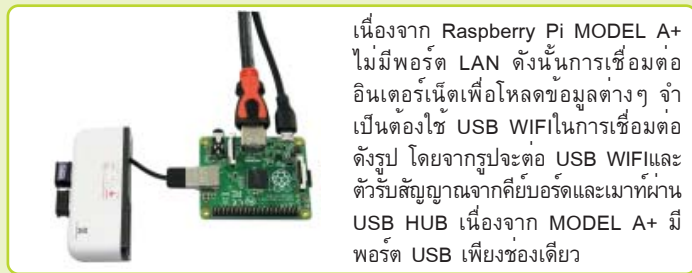 เนื่องจาก Raspberry Pi MODEL A+
ไม่มีพอร์ต LAN ดังนั้นการเชื่อมต่อ
อินเตอร์เน็ตเพื่อโหลดข้อมูลต่างๆ จำ
เป็นต้องใช้ USB WIFIในการเชื่อมต่อ
ดังรูป โดยจากรูปจะต่อ USB WIFIและ
ตัวรับสัญญาณจากคีย์บอร์ดและเมาท์ผ่าน
USB HUB เนื่องจาก MODEL A+ มี
พอร์ต USB เพียงช่องเดียว